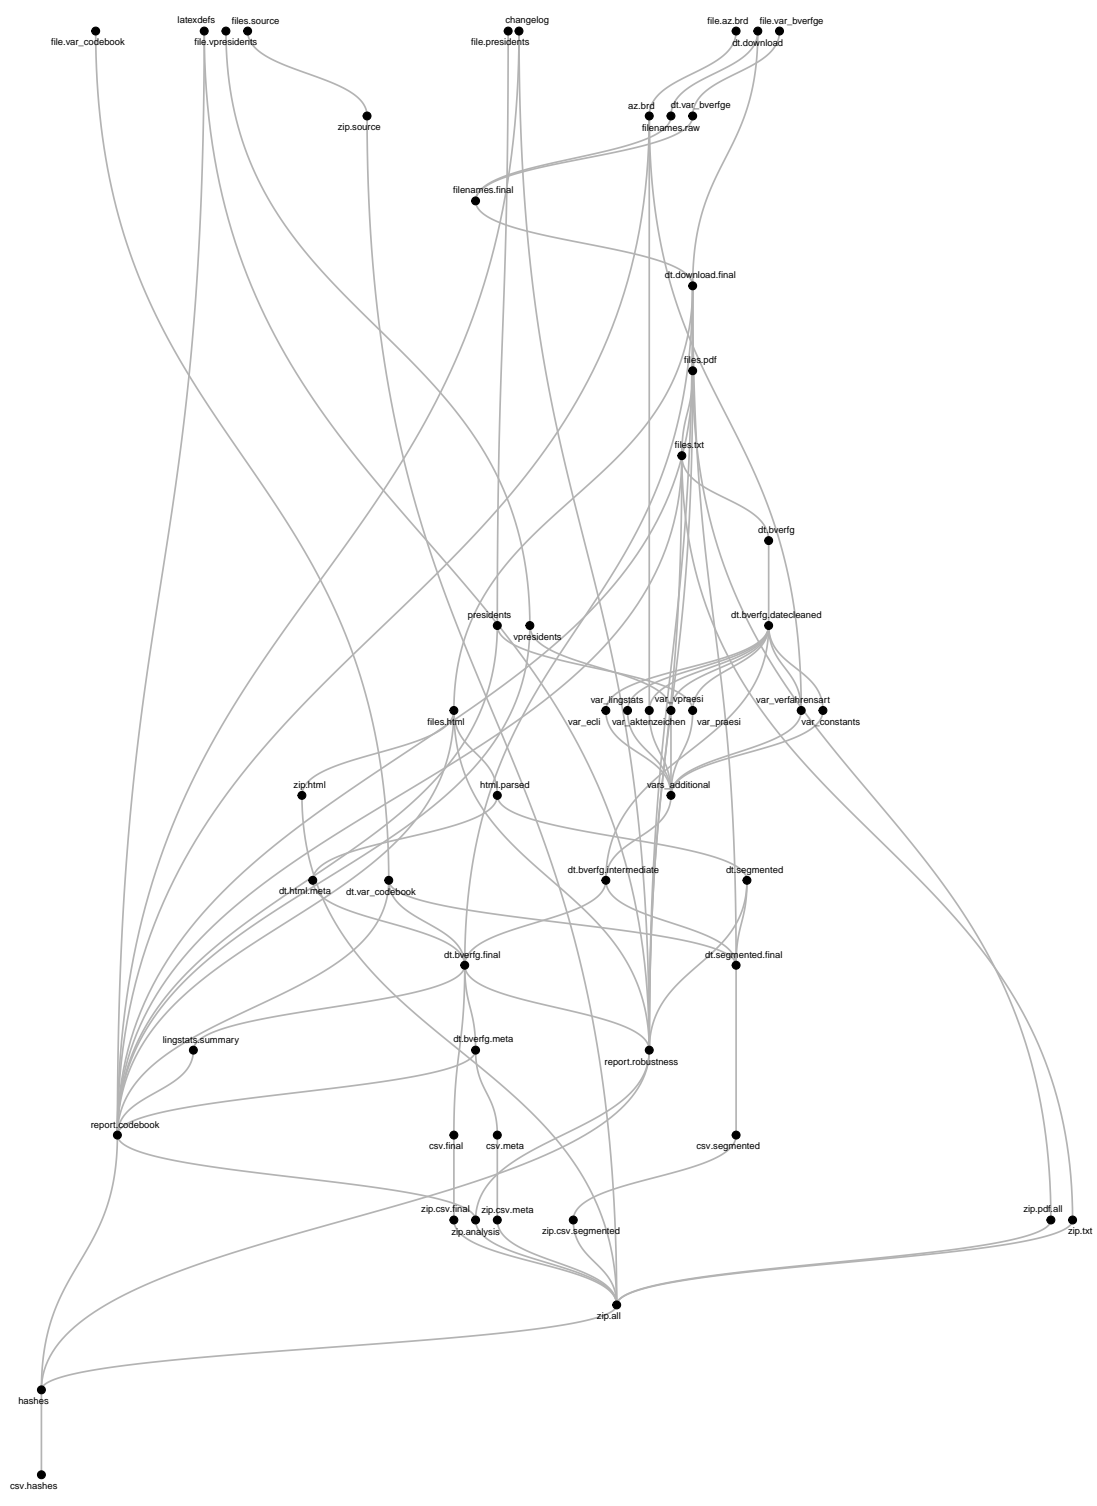 latexdefs
files.source
changelog
file.az.brd
file.var_bverfge
file.var_codebook
file.vpresidents
file.presidents
dt.download
az.brd
dt.var_bverfge
zip.source
filenames.raw
filenames.final
dt.download.final
files.pdf
files.txt
dt.bverfg
presidents
dt.bverfg.datecleaned
vpresidents
var_lingstats
var_vpraesi
var_verfahrensart
files.html
var_ecli
var_aktenzeichen
var_praesi
var_constants
zip.html
html.parsed
vars_additional
dt.bverfg.intermediate
dt.segmented
dt.html.meta
dt.var_codebook
dt.bverfg.final
dt.segmented.final
lingstats.summary
dt.bverfg.meta
report.robustness
report.codebook
csv.final
csv.meta
csv.segmented
zip.csv.final
zip.csv.meta
zip.pdf.all
zip.analysis
zip.csv.segmented
zip.txt
zip.all
hashes
csv.hashes